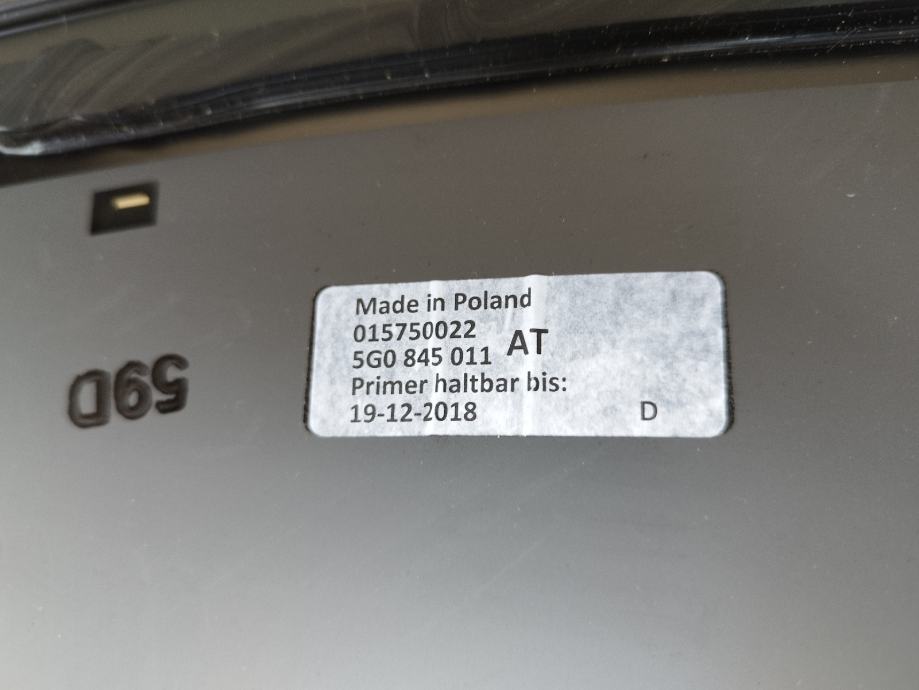 Made in Poland
015750022
5G0 845 011 AT
Primer haltbar bis:
19-12-2018 D
59D